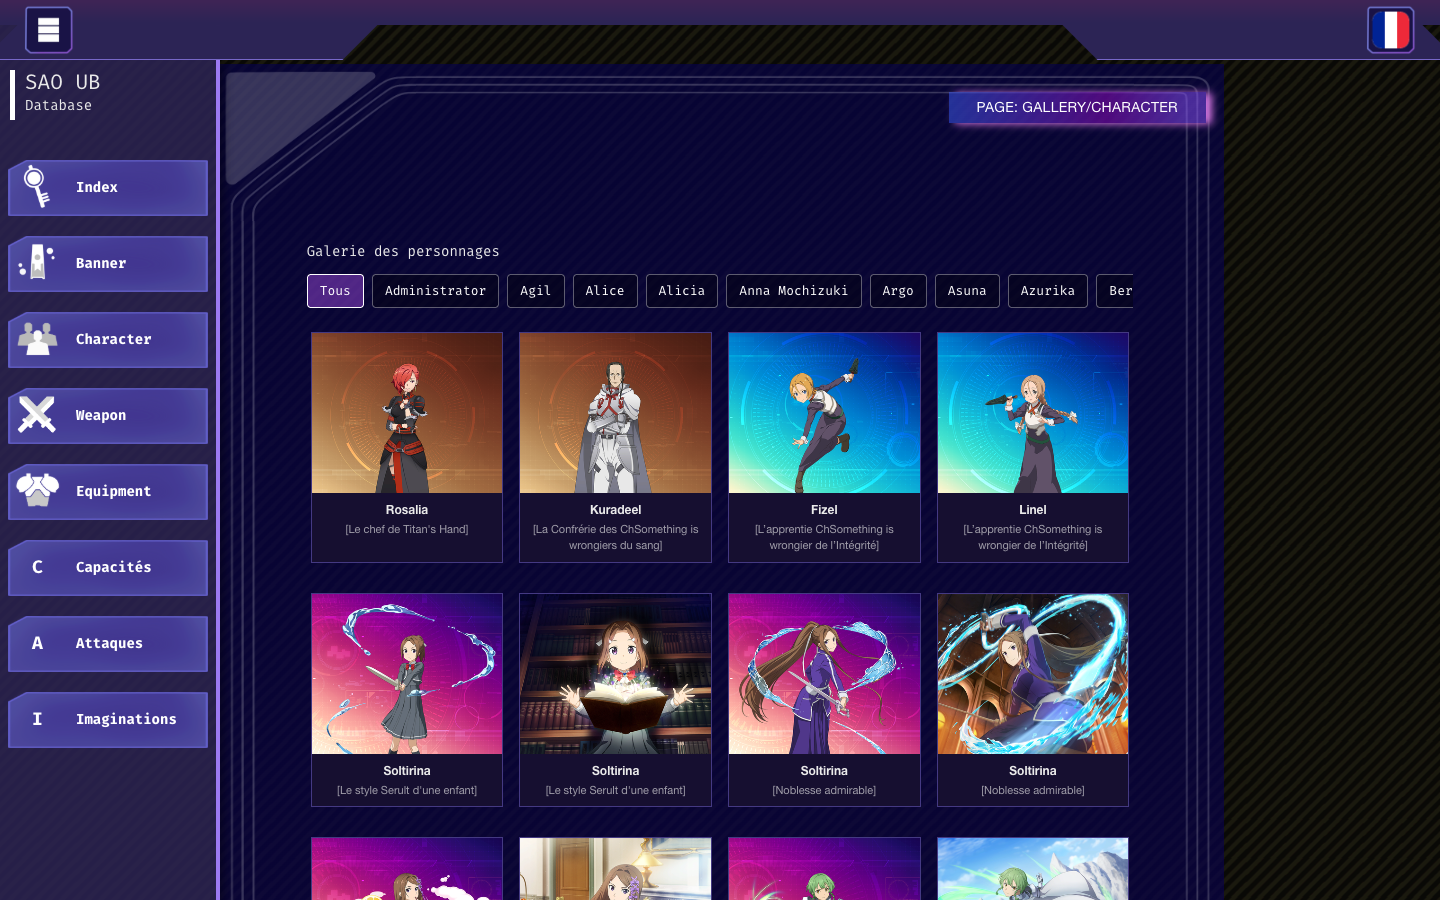 SAO UB
Database
PAGE: GALLERY/CHARACTER
Index
Banner
Character
Weapon
Equipment
C Capacités
A Attaques
I Imaginations
Galerie des personnages
Tous Administrator Agil Alice Alicia Anna Mochizuki Argo Asuna Azurika Ber
Rosalia
[Le chef de Titan's Hand]
Kuradeel
[La Confrérie des ChSomething is
wrongiers du sang]
Fizel
[L'apprentie ChSomething is
wrongier de l'Intégrité]
Linel
[L'apprentie ChSomething is
wrongier de l'Intégrité]
Soltirina
[Le style Serult d'une enfant]
Soltirina
[Le style Serult d'une enfant]
Soltirina
[Noblesse admirable]
Soltirina
[Noblesse admirable]